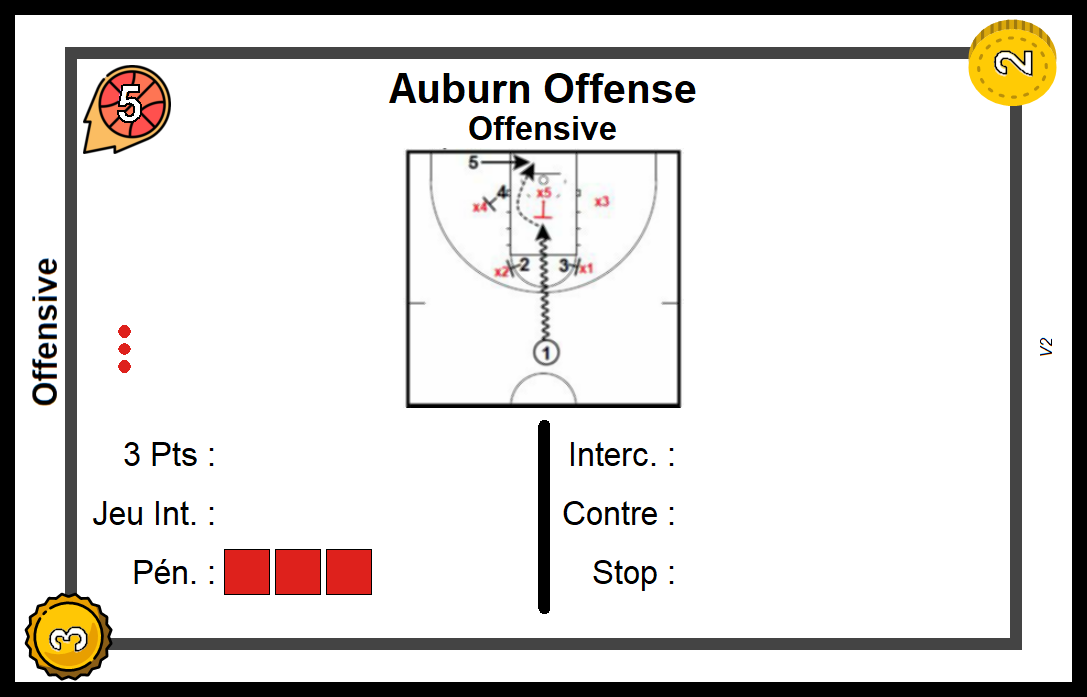 2
5
Auburn Offense
Offensive
5
4
x5
x4
x3
x2
2
3
x1
1
Offensive
V2
3 Pts :
Interc. :
Jeu Int. :
Contre :
Pén. :
Stop :
3